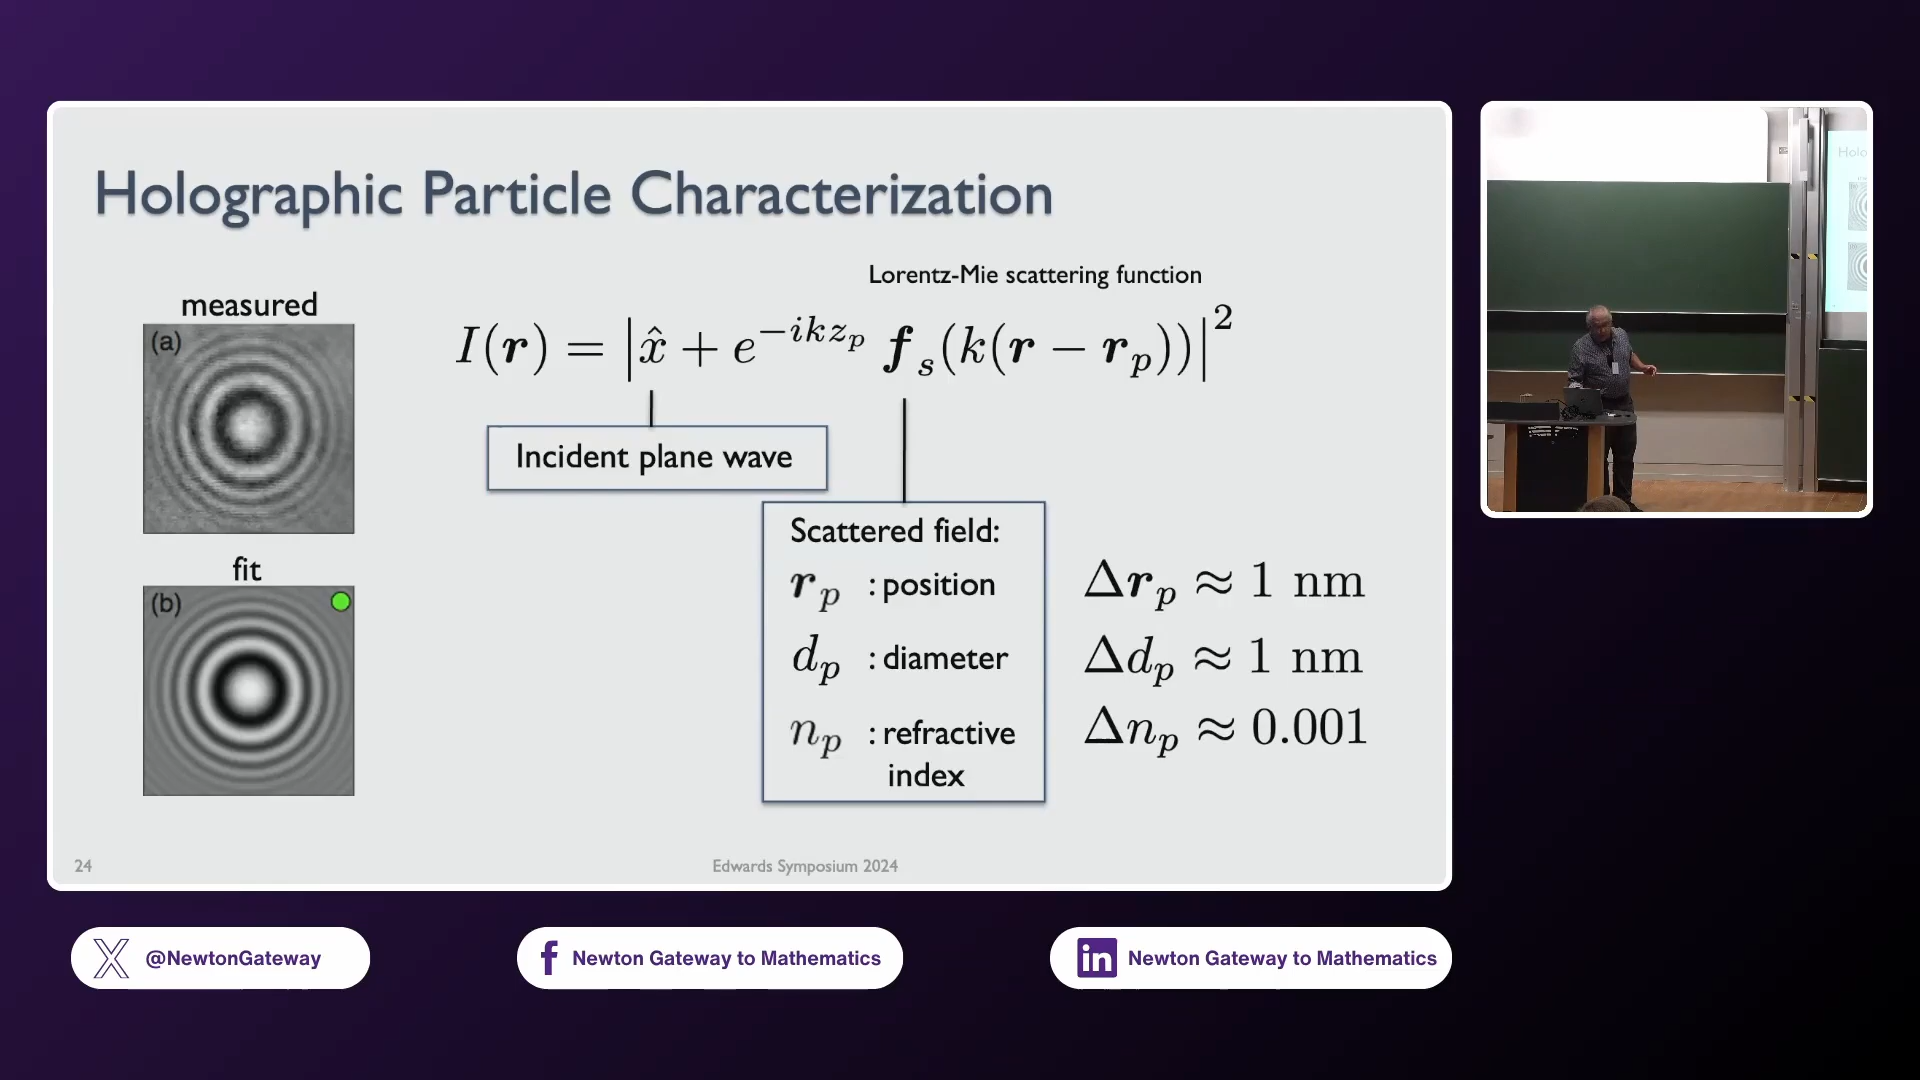 Holographic Particle Characterization
Lorentz-Mie scattering function
measured
(a)
I(r) = |x̂ + e^{−ikz_p} f_s(k(r − r_p))|²
Incident plane wave
Scattered field:
fit
(b)
r_p : position
Δr_p ≈ 1 nm
d_p : diameter
Δd_p ≈ 1 nm
n_p : refractive
index
Δn_p ≈ 0.001
24
Edwards Symposium 2024
Holo
@NewtonGateway
Newton Gateway to Mathematics
Newton Gateway to Mathematics